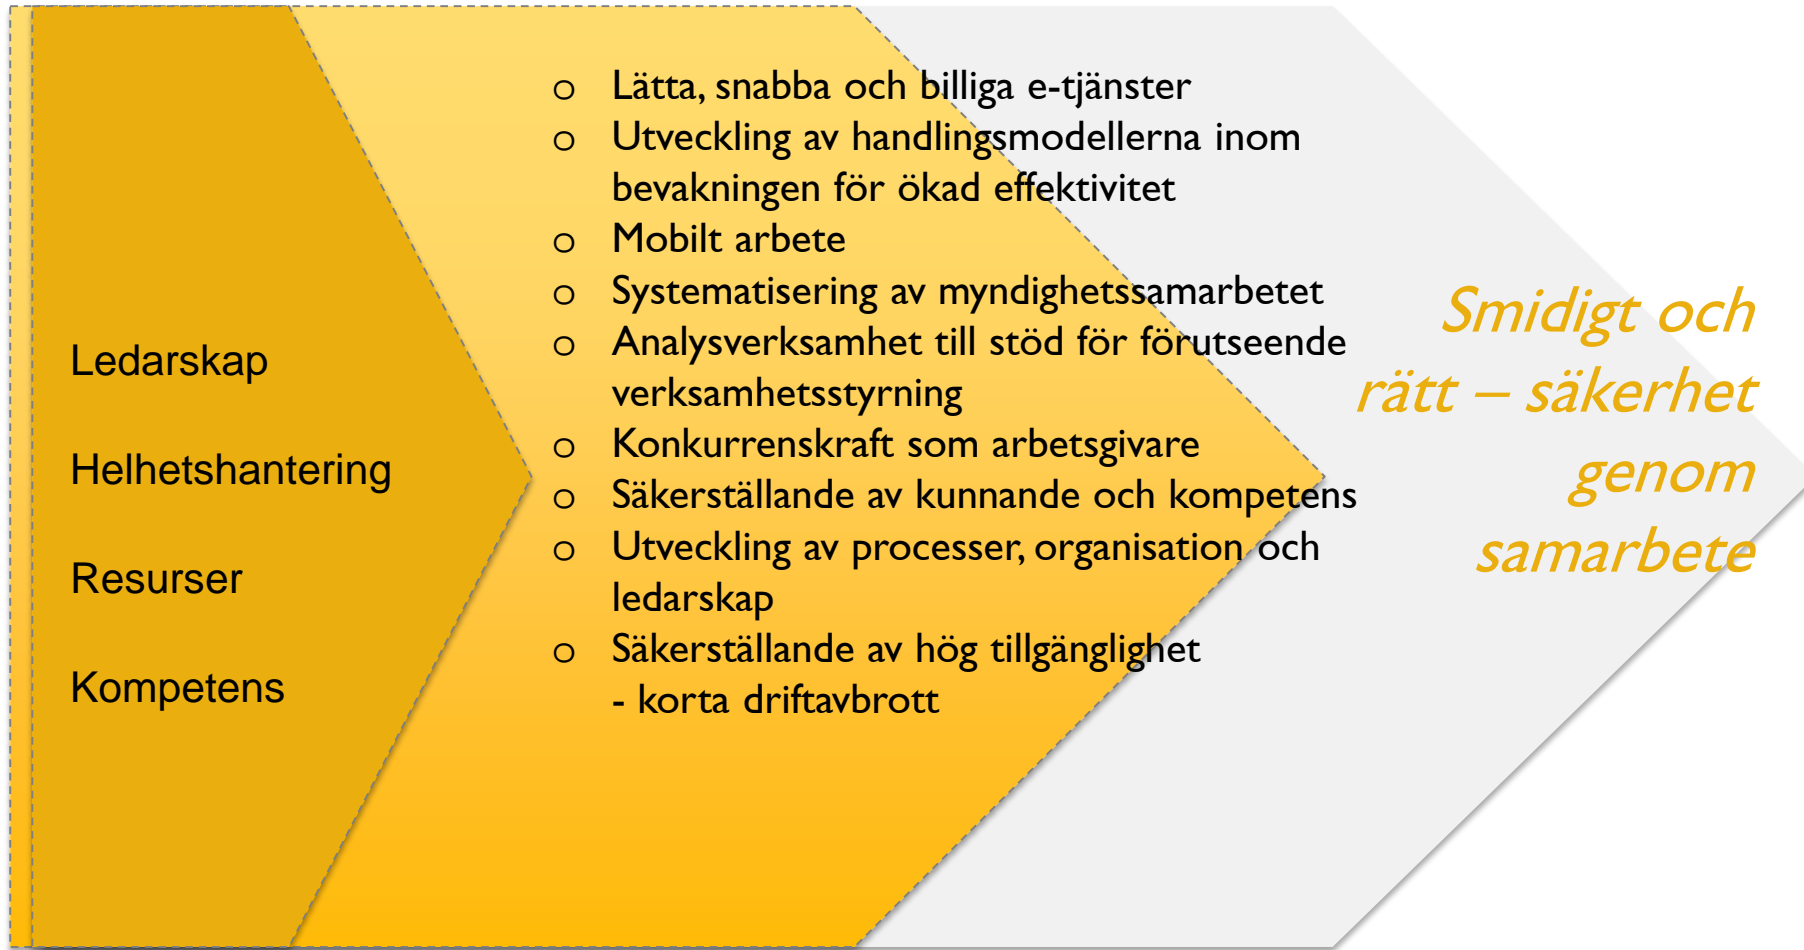 Ledarskap
Helhetshantering
Resurser
Kompetens
o Lätta, snabba och billiga e-tjänster
o Utveckling av handlingsmodellerna inom
bevakningen för ökad effektivitet
o Mobilt arbete
o Systematisering av myndighetssamarbetet
o Analysverksamhet till stöd för förutseende
verksamhetsstyrning
o Konkurrenskraft som arbetsgivare
o Säkerställande av kunnande och kompetens
o Utveckling av processer, organisation och
ledarskap
o Säkerställande av hög tillgänglighet
- korta driftavbrott
Smidigt och
rätt – säkerhet
genom
samarbete